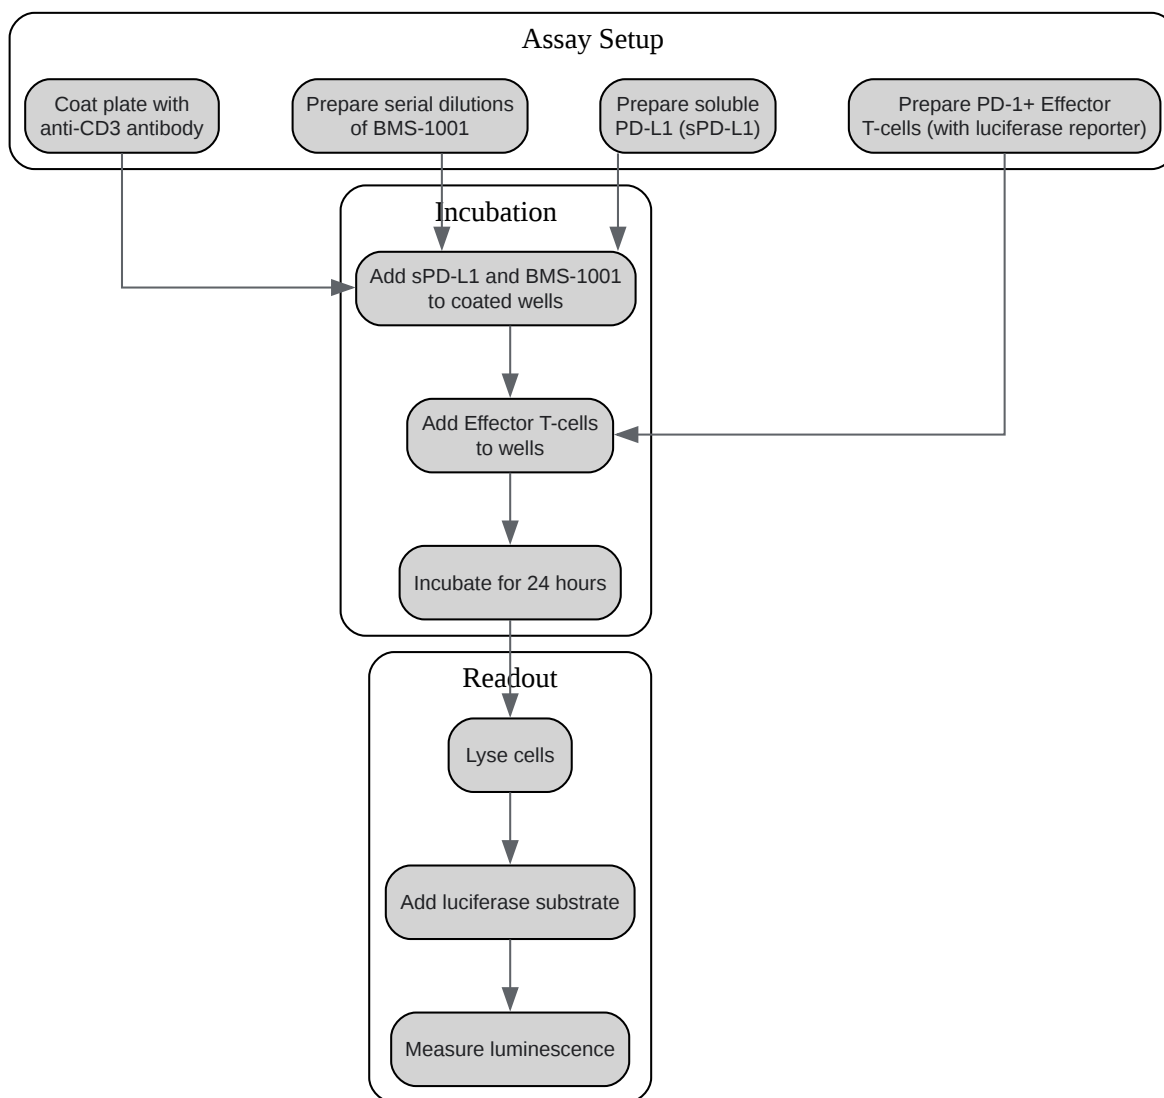 Assay Setup
Coat plate with
anti-CD3 antibody
Prepare serial dilutions
of BMS-1001
Prepare soluble
PD-L1 (sPD-L1)
Prepare PD-1+ Effector
T-cells (with luciferase reporter)
Incubation
Add sPD-L1 and BMS-1001
to coated wells
Add Effector T-cells
to wells
Incubate for 24 hours
Readout
Lyse cells
Add luciferase substrate
Measure luminescence